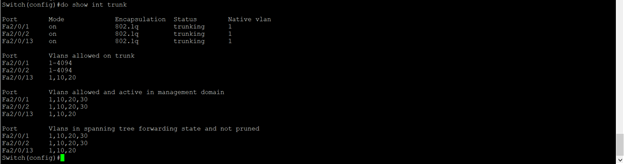 Switch(config)#do show int trunk
Port Mode Encapsulation Status Native vlan
Fa2/0/1 on 802.1q trunking 1
Fa2/0/2 on 802.1q trunking 1
Fa2/0/13 on 802.1q trunking 1
Port Vlans allowed on trunk
Fa2/0/1 1-4094
Fa2/0/2 1-4094
Fa2/0/13 1,10,20
Port Vlans allowed and active in management domain
Fa2/0/1 1,10,20,30
Fa2/0/2 1,10,20,30
Fa2/0/13 1,10,20
Port Vlans in spanning tree forwarding state and not pruned
Fa2/0/1 1,10,20,30
Fa2/0/2 1,10,20,30
Fa2/0/13 1,10,20
Switch(config)#